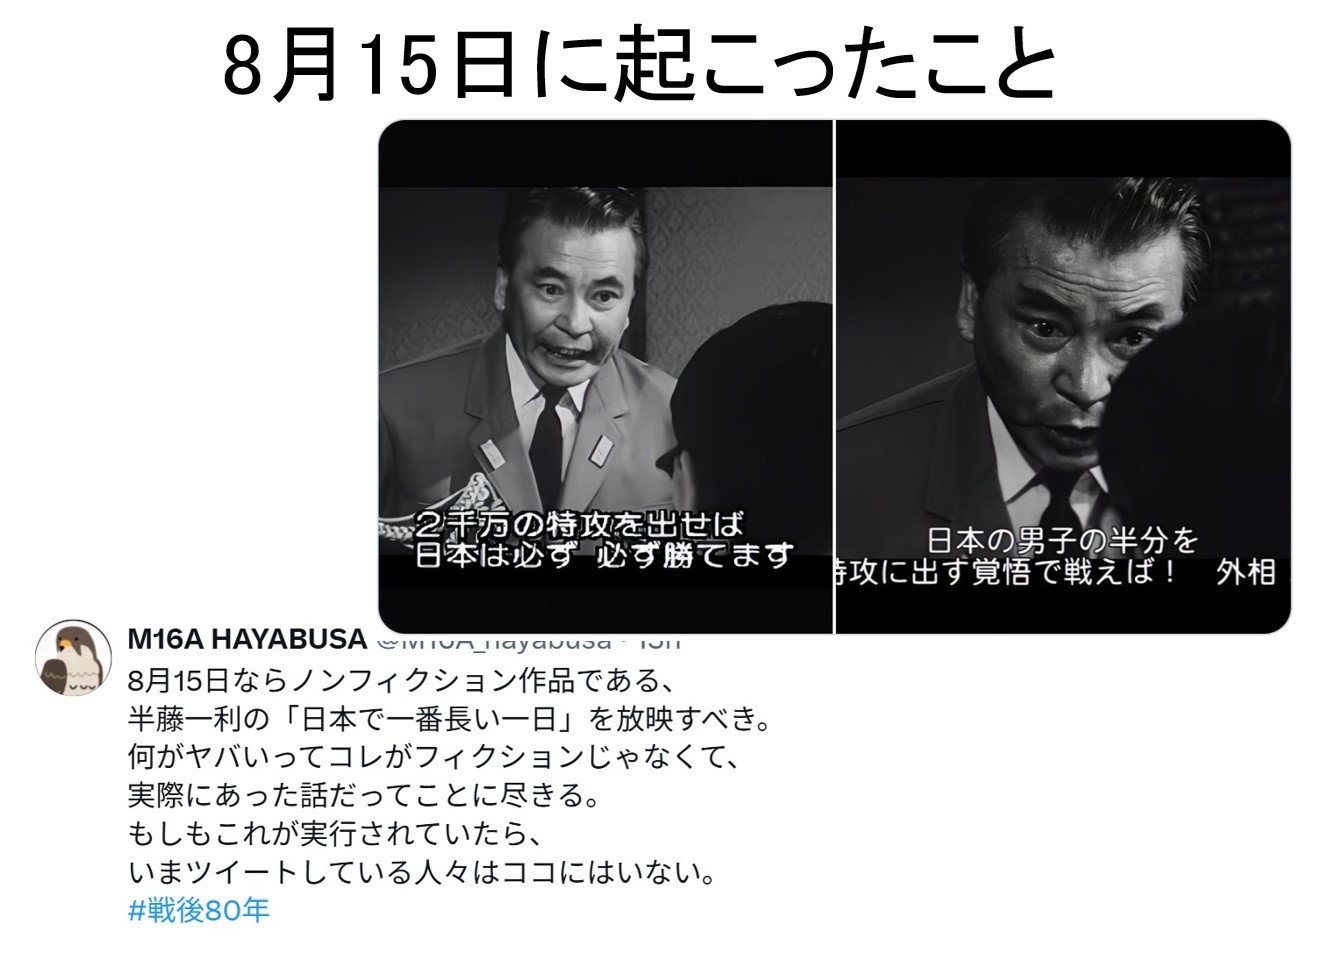 8月15日に起こったこと
2千万の特攻を出せば
日本は必ず 必ず勝てます
日本の男子の半分を
特攻に出す覚悟で戦えば! 外相
M16A HAYABUSA @M16A_hayabusa · 13h
8月15日ならノンフィクション作品である、
半藤一利の「日本で一番長い一日」を放映すべき。
何がヤバいってコレがフィクションじゃなくて、
実際にあった話だってことに尽きる。
もしもこれが実行されていたら、
いまツイートしている人々はココにはいない。
#戦後80年